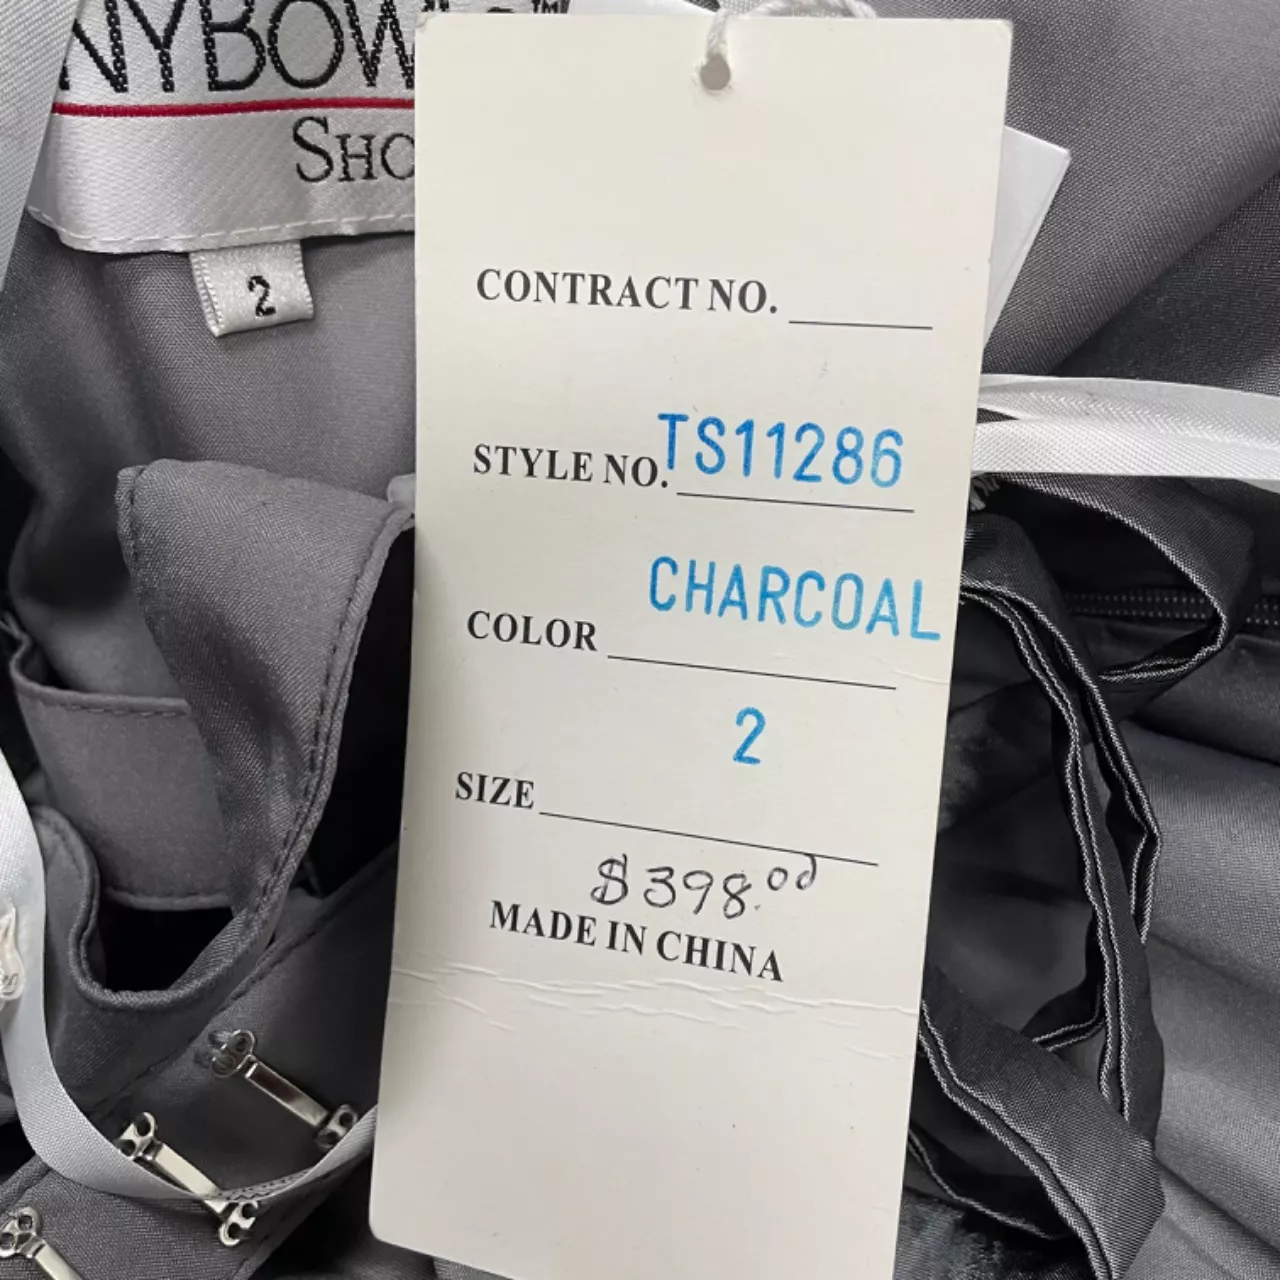 NYBOW
SHO
2
CONTRACT NO.
STYLE NO. TS11286
COLOR CHARCOAL
SIZE 2
$398.00
MADE IN CHINA